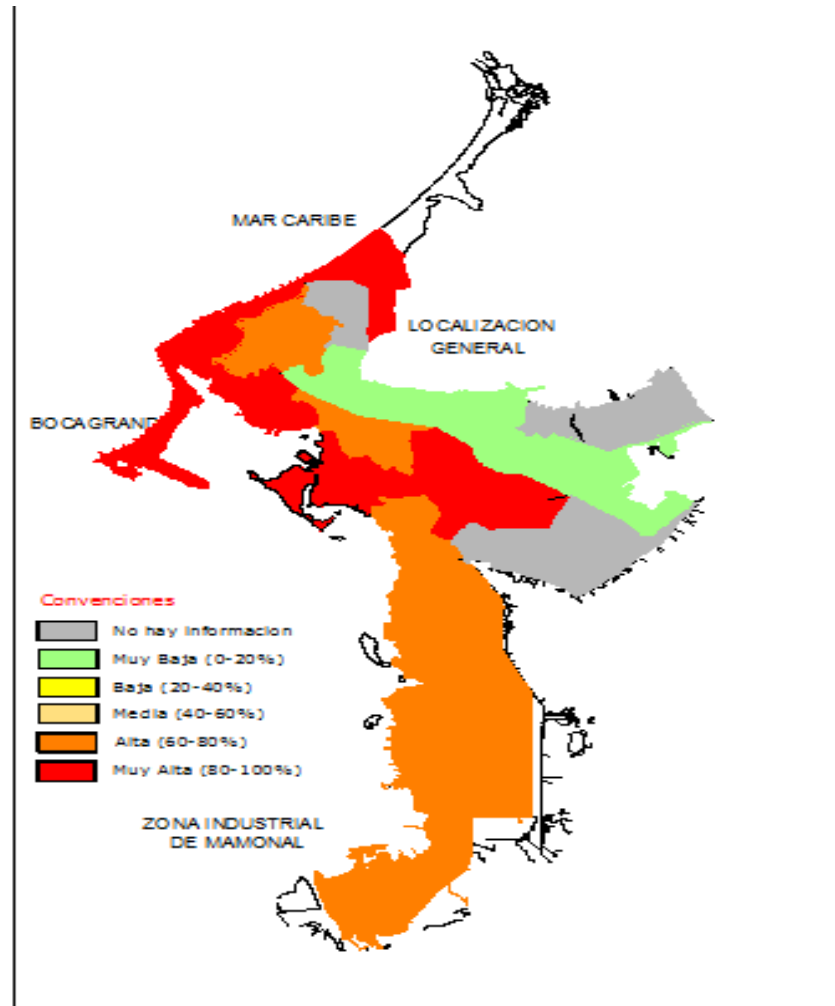 MAR CARIBE
LOCALIZACION
GENERAL
BOCAGRAND
Convenciones
No hay Informacion
Muy Baja (0-20%)
Baja (20-40%)
Media (40-60%)
Alta (60-80%)
Muy Alta (80-100%)
ZONA INDUSTRIAL
DE MAMONAL